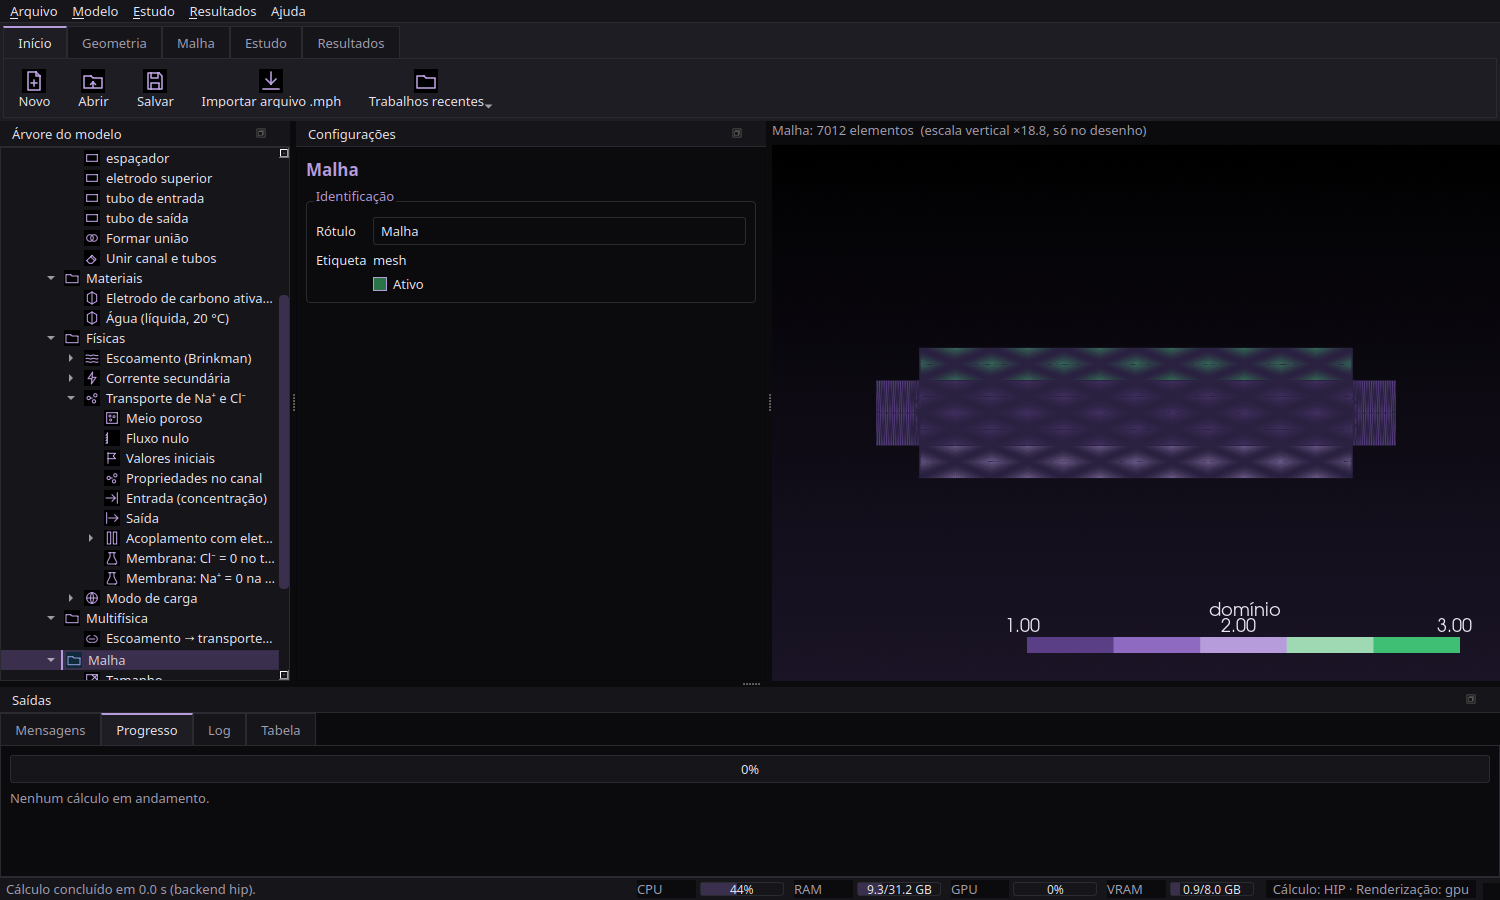 Arquivo Modelo Estudo Resultados Ajuda
Início Geometria Malha Estudo Resultados
Novo Abrir Salvar Importar arquivo .mph Trabalhos recentes
Árvore do modelo
espaçador
eletrodo superior
tubo de entrada
tubo de saída
Formar união
Unir canal e tubos
Materiais
Eletrodo de carbono ativa...
Água (líquida, 20 °C)
Físicas
Escoamento (Brinkman)
Corrente secundária
Transporte de Na⁺ e Cl⁻
Meio poroso
Fluxo nulo
Valores iniciais
Propriedades no canal
Entrada (concentração)
Saída
Acoplamento com elet...
Membrana: Cl⁻ = 0 no t...
Membrana: Na⁺ = 0 na ...
Modo de carga
Multifísica
Escoamento → transporte...
Malha
Tamanho
Configurações
Malha
Identificação
Rótulo Malha
Etiqueta mesh
Ativo
Malha: 7012 elementos (escala vertical ×18.8, só no desenho)
domínio
1.00 2.00 3.00
Saídas
Mensagens Progresso Log Tabela
0%
Nenhum cálculo em andamento.
Cálculo concluído em 0.0 s (backend hip). CPU 44% RAM 9.3/31.2 GB GPU 0% VRAM 0.9/8.0 GB Cálculo: HIP · Renderização: gpu